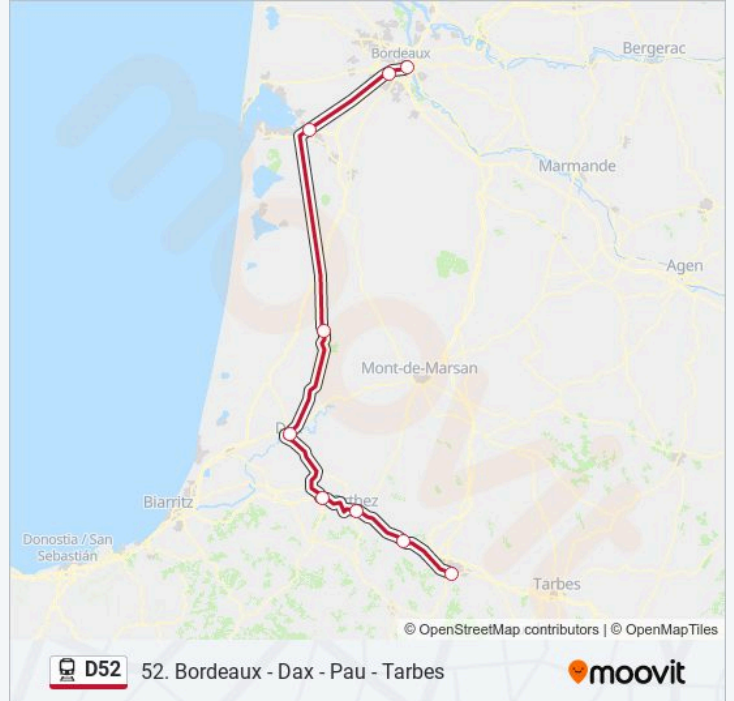 Bordeaux
Bergerac
Marmande
Agen
Mont-de-Marsan
Biarritz
Donostia / San
Sebastián
Tarbes
© OpenStreetMap contributors | © OpenMapTiles
D52
52. Bordeaux - Dax - Pau - Tarbes
moovit
moovit